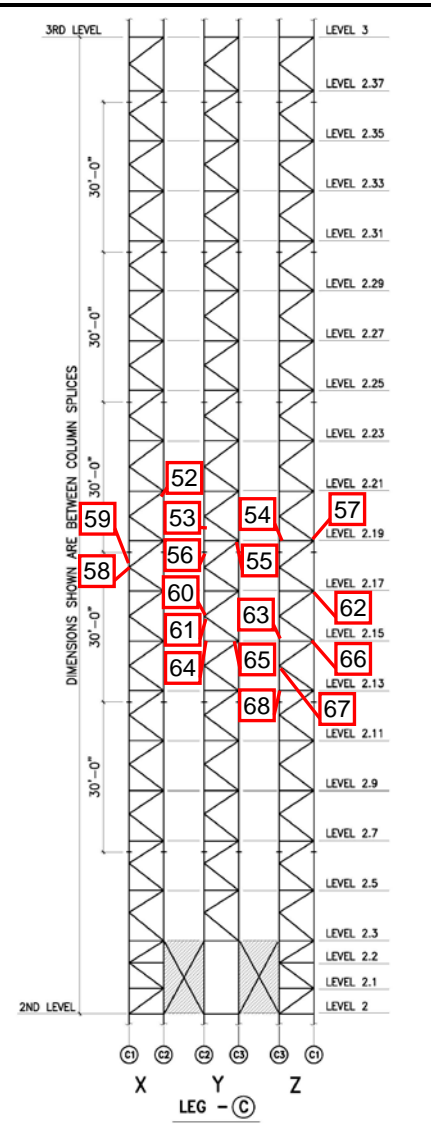 3RD LEVEL
LEVEL 3
LEVEL 2.37
LEVEL 2.35
30'-0"
LEVEL 2.33
LEVEL 2.31
LEVEL 2.29
30'-0"
LEVEL 2.27
LEVEL 2.25
LEVEL 2.23
DIMENSIONS SHOWN ARE BETWEEN COLUMN SPLICES
30'-0"
52
LEVEL 2.21
59
53
54
57
LEVEL 2.19
58
56
55
LEVEL 2.17
60
63
62
30'-0"
61
LEVEL 2.15
64
65
66
LEVEL 2.13
68
67
LEVEL 2.11
30'-0"
LEVEL 2.9
LEVEL 2.7
LEVEL 2.5
LEVEL 2.3
LEVEL 2.2
LEVEL 2.1
2ND LEVEL
LEVEL 2
C1 C2 C2 C3 C3 C1
X Y Z
LEG - C